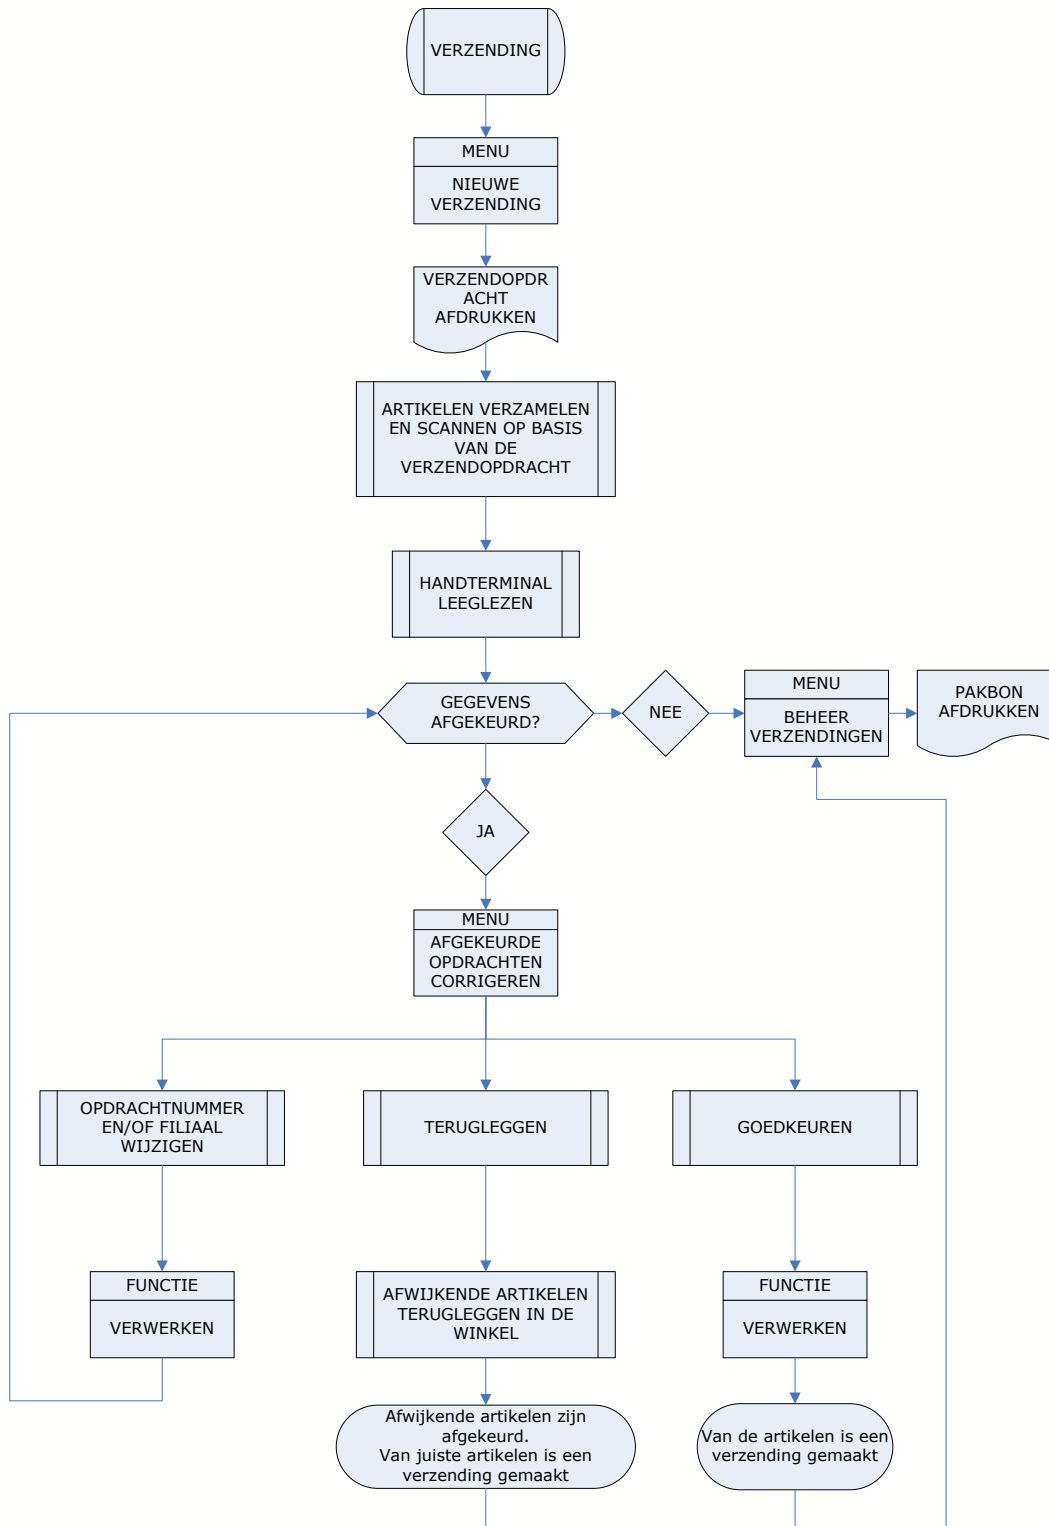 VERZENDING
MENU
NIEUWE
VERZENDING
VERZENDOPDR
ACHT
AFDRUKKEN
ARTIKELEN VERZAMELEN
EN SCANNEN OP BASIS
VAN DE
VERZENDOPDRACHT
HANDTERMINAL
LEEGLEZEN
GEGEVENS
AFGEKEURD?
NEE
MENU
BEHEER
VERZENDINGEN
PAKBON
AFDRUKKEN
JA
MENU
AFGEKEURDE
OPDRACHTEN
CORRIGEREN
OPDRACHTNUMMER
EN/OF FILIAAL
WIJZIGEN
TERUGLEGGEN
GOEDKEUREN
FUNCTIE
VERWERKEN
AFWIJKENDE ARTIKELEN
TERUGLEGGEN IN DE
WINKEL
FUNCTIE
VERWERKEN
Afwijkende artikelen zijn
afgekeurd.
Van juiste artikelen is een
verzending gemaakt
Van de artikelen is een
verzending gemaakt